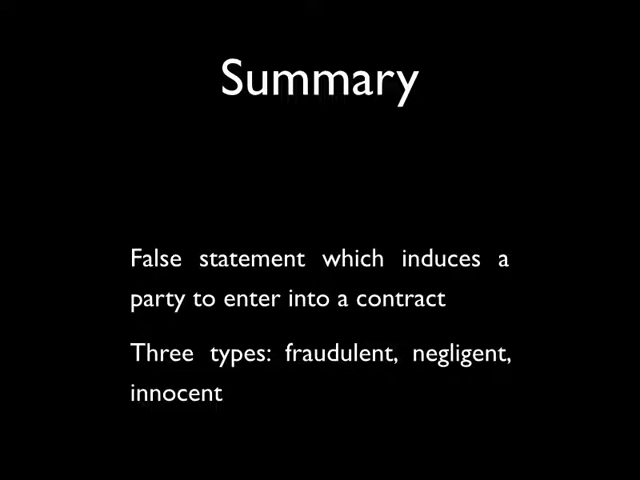 Summary
False statement which induces a
party to enter into a contract
Three types: fraudulent, negligent,
innocent